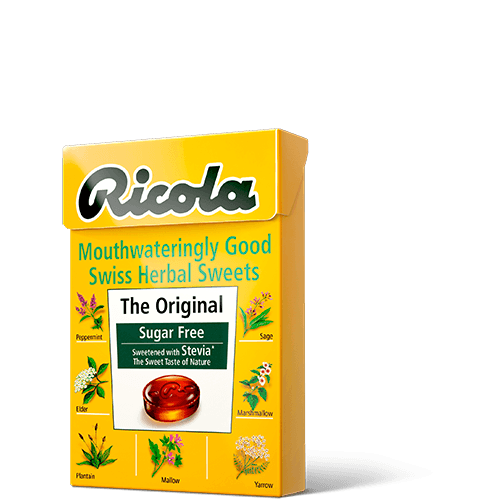 Ricola
Mouthwateringly Good
Swiss Herbal Sweets
The Original
Sugar Free
Sweetened with Stevia*
The Sweet Taste of Nature
Peppermint
Sage
Elder
Marshmallow
Plantain
Mallow
Yarrow